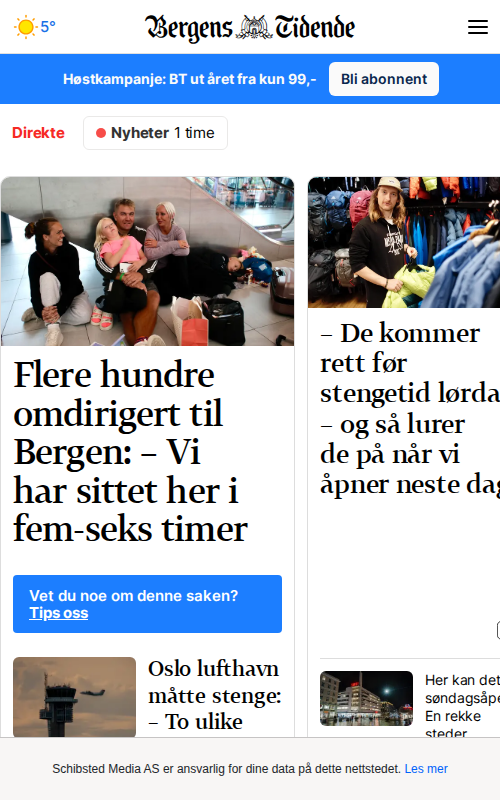 5°
Bergens Tidende
Høstkampanje: BT ut året fra kun 99,-
Bli abonnent
Direkte
Nyheter 1 time
Flere hundre
omdirigert til
Bergen: – Vi
har sittet her i
fem-seks timer
Vet du noe om denne saken?
Tips oss
Oslo lufthavn
måtte stenge:
– To ulike
– De kommer
rett før
stengetid lørda
– og så lurer
de på når vi
åpner neste dag
Her kan det
søndagsåpe
En rekke
steder
Schibsted Media AS er ansvarlig for dine data på dette nettstedet. Les mer